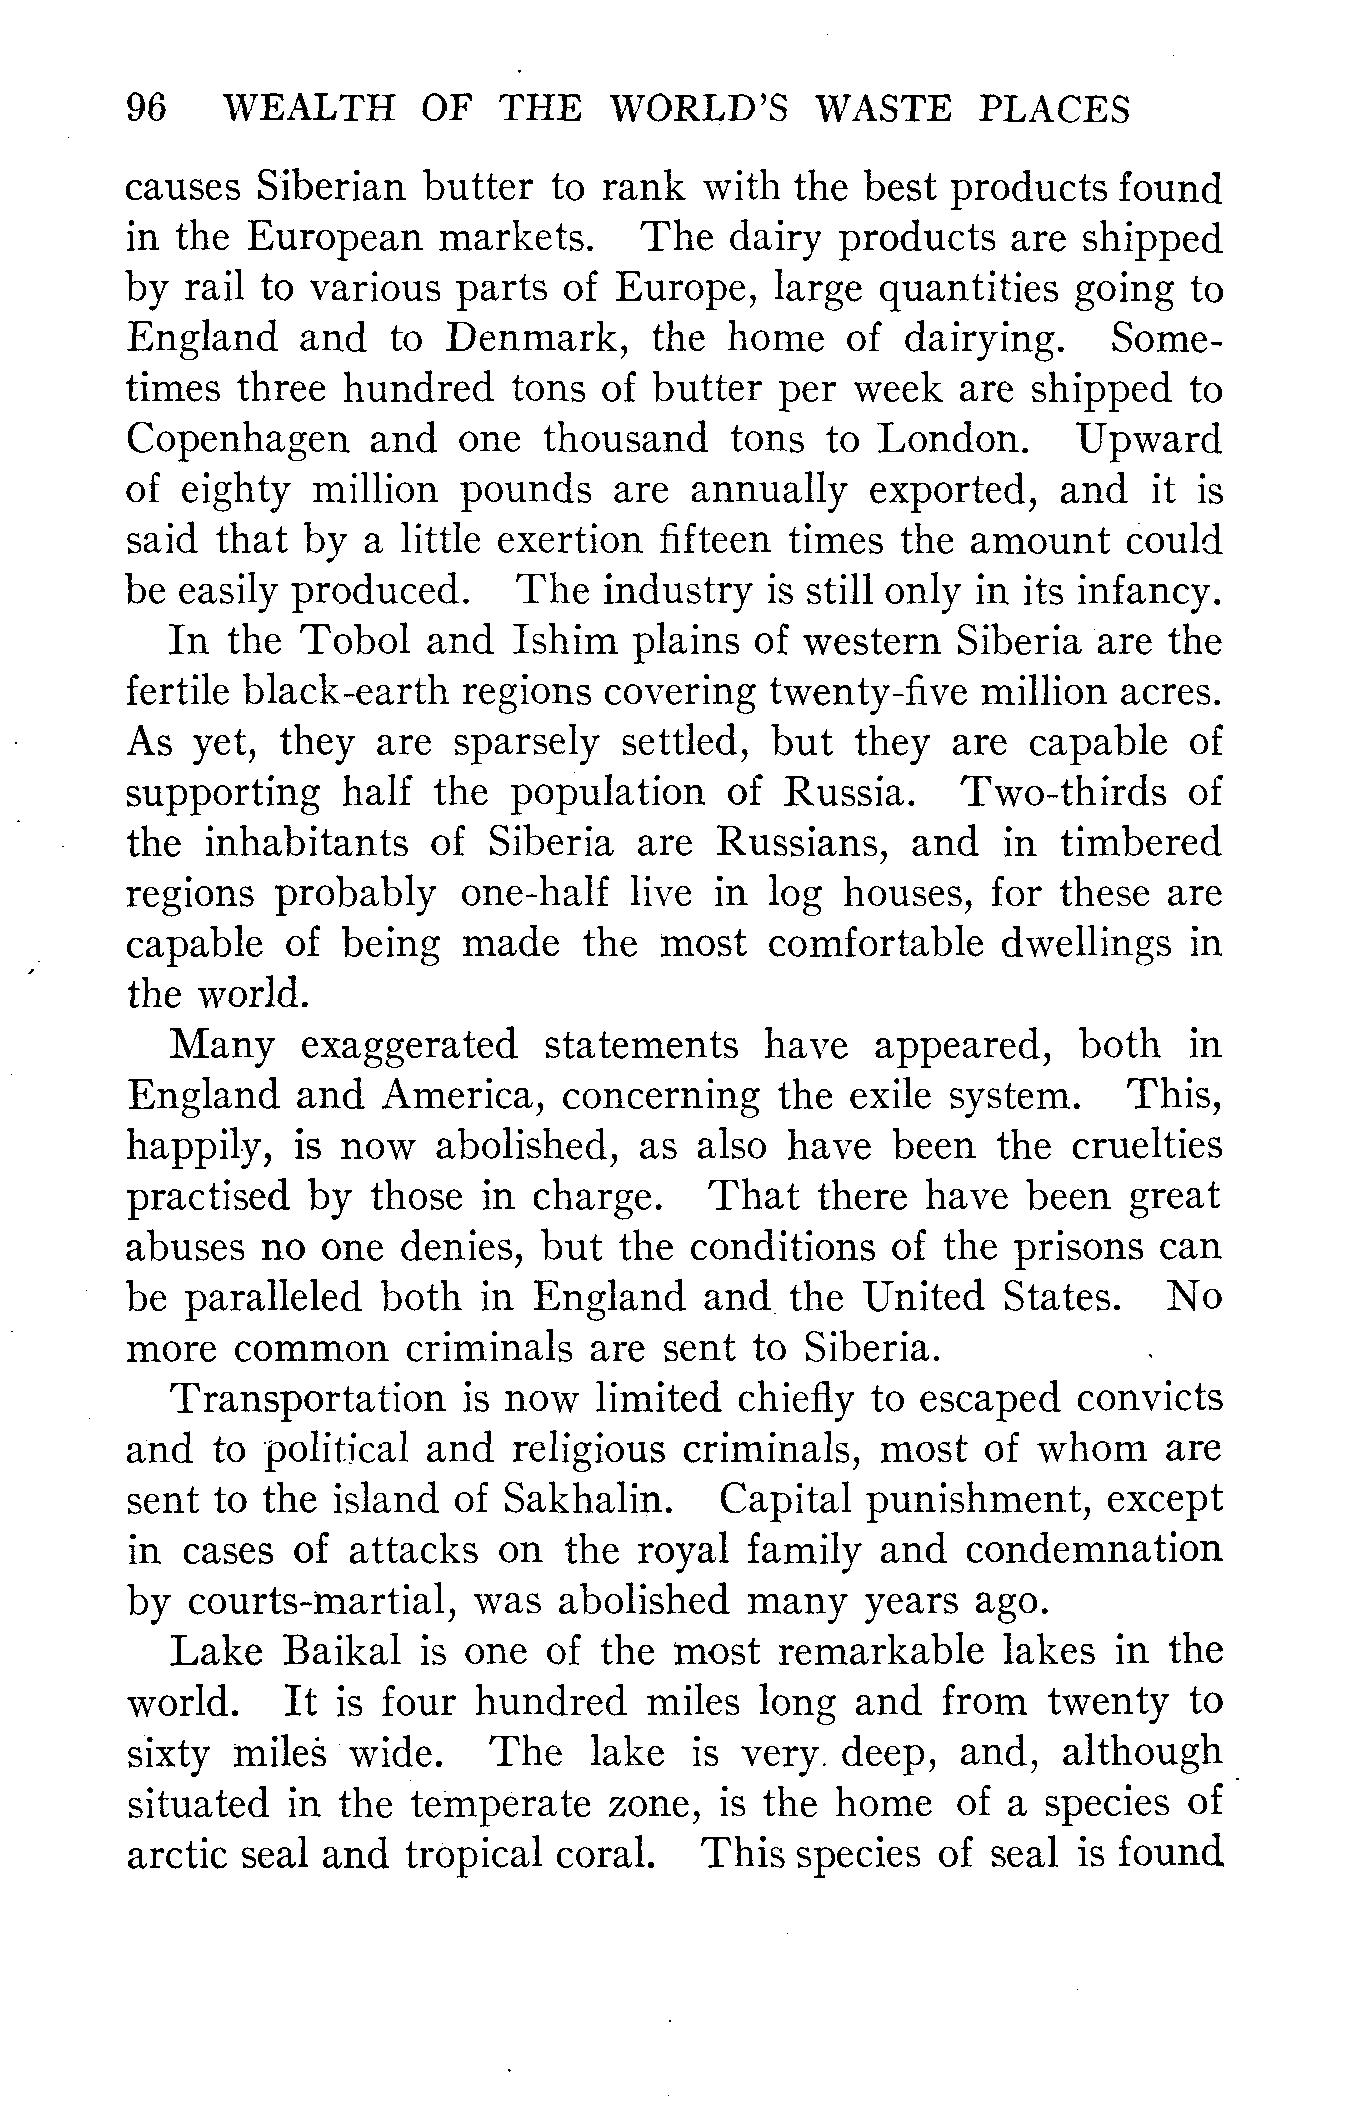 96 WEALTH OF THE WORLD'S WASTE PLACES
causes Siberian butter to rank with the best products found
in the European markets. The dairy products are shipped
by rail to various parts of Europe, large quantities going to
England and to Denmark, the home of dairying. Some-
times three hundred tons of butter per week are shipped to
Copenhagen and one thousand tons to London. Upward
of eighty million pounds are annually exported, and it is
said that by a little exertion fifteen times the amount could
be easily produced. The industry is still only in its infancy.
In the Tobol and Ishim plains of western Siberia are the
fertile black-earth regions covering twenty-five million acres.
As yet, they are sparsely settled, but they are capable of
supporting half the population of Russia. Two-thirds of
the inhabitants of Siberia are Russians, and in timbered
regions probably one-half live in log houses, for these are
capable of being made the most comfortable dwellings in
the world.
Many exaggerated statements have appeared, both in
England and America, concerning the exile system. This,
happily, is now abolished, as also have been the cruelties
practised by those in charge. That there have been great
abuses no one denies, but the conditions of the prisons can
be paralleled both in England and the United States. No
more common criminals are sent to Siberia.
Transportation is now limited chiefly to escaped convicts
and to political and religious criminals, most of whom are
sent to the island of Sakhalin. Capital punishment, except
in cases of attacks on the royal family and condemnation
by courts-martial, was abolished many years ago.
Lake Baikal is one of the most remarkable lakes in the
world. It is four hundred miles long and from twenty to
sixty miles wide. The lake is very deep, and, although
situated in the temperate zone, is the home of a species of
arctic seal and tropical coral. This species of seal is found